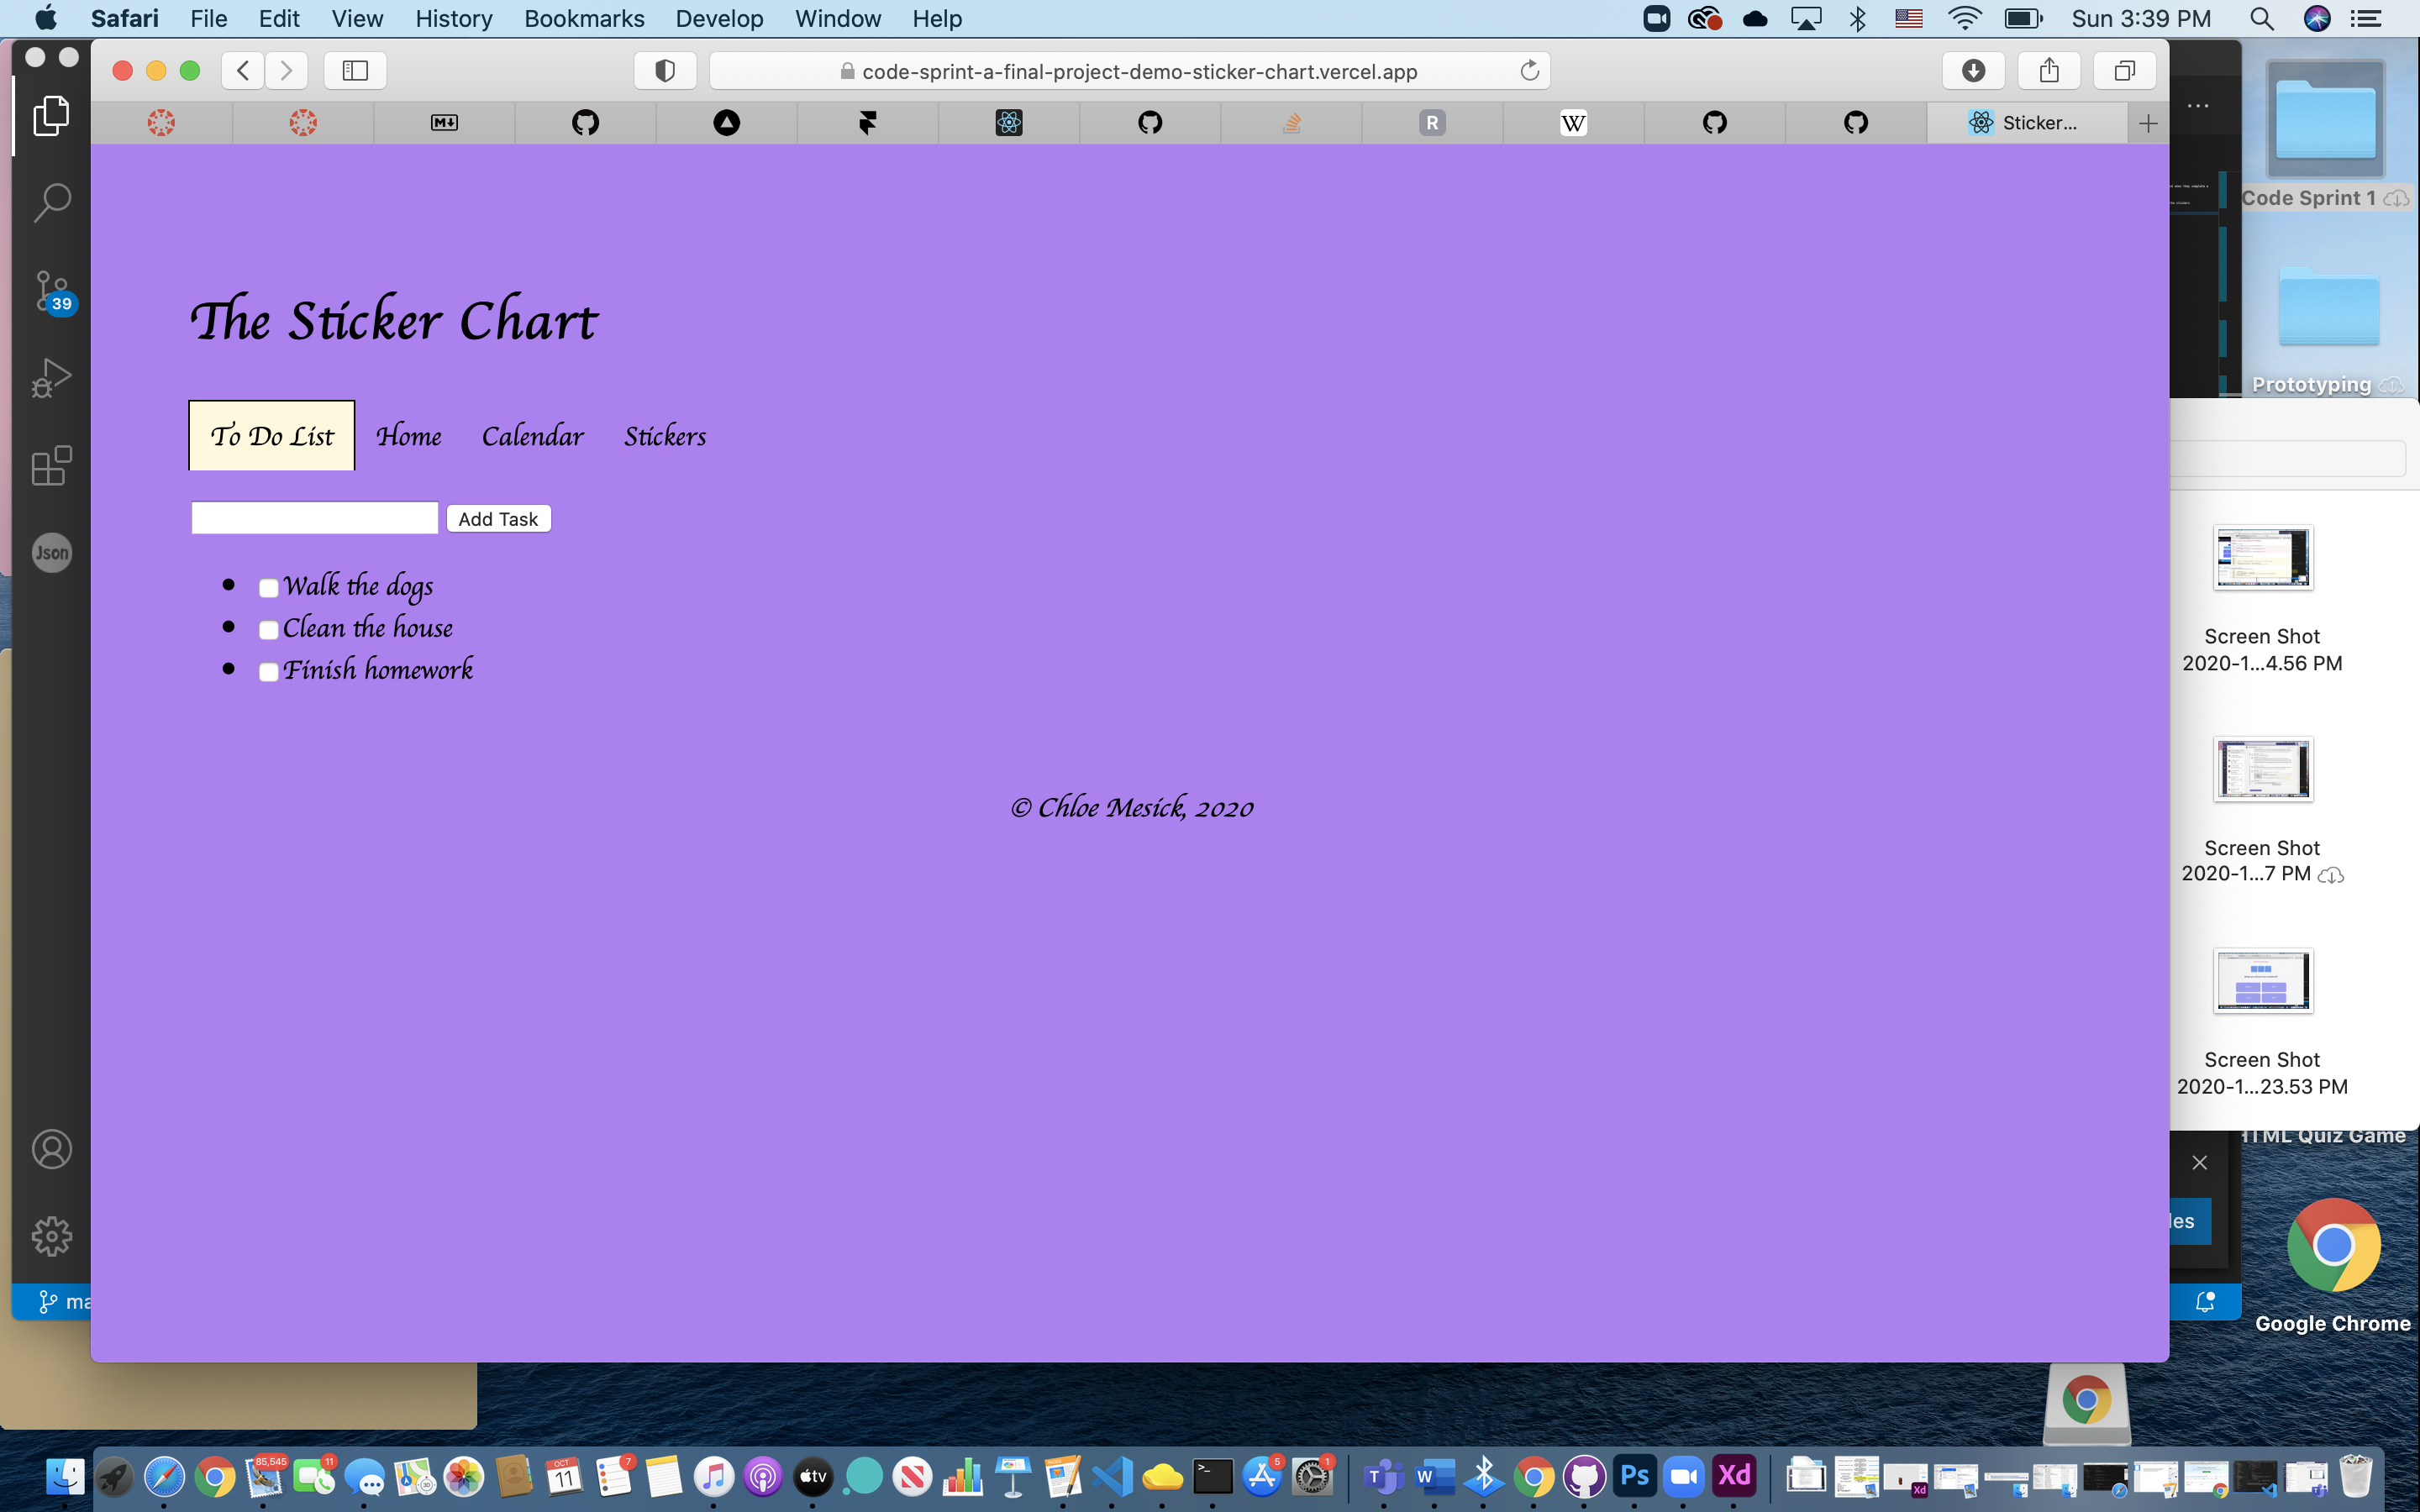 Safari File Edit View History Bookmarks Develop Window Help Sun 3:39 PM
code-sprint-a-final-project-demo-sticker-chart.vercel.app
M↓ R W Sticker...
Code Sprint 1
39
The Sticker Chart
Prototyping
To Do List Home Calendar Stickers
Add Task
Json
Walk the dogs
Clean the house
Finish homework
Screen Shot
2020-1...4.56 PM
© Chloe Mesick, 2020
Screen Shot
2020-1...7 PM
Screen Shot
2020-1...23.53 PM
HTML Quiz Game
les
ma
Google Chrome
85,545 11 OCT 11 7 tv 5 1 T W Ps Xd